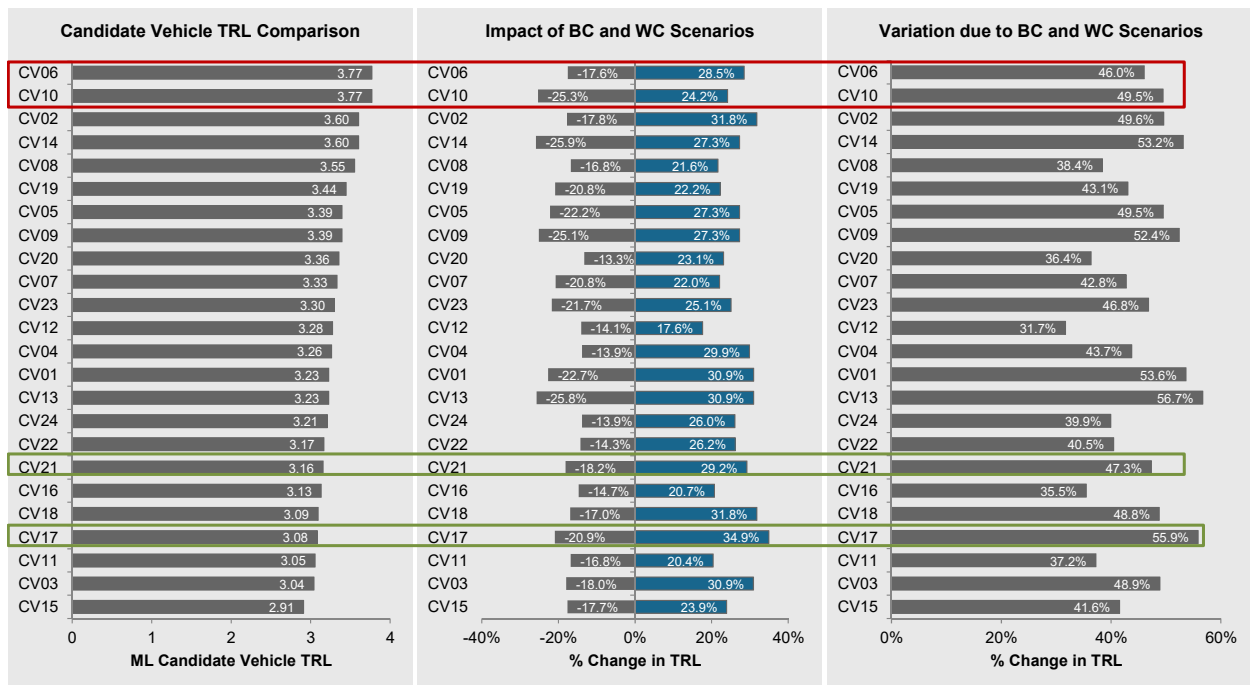 Candidate Vehicle TRL Comparison
CV06 3.77
CV10 3.77
CV02 3.60
CV14 3.60
CV08 3.55
CV19 3.44
CV05 3.39
CV09 3.39
CV20 3.36
CV07 3.33
CV23 3.30
CV12 3.28
CV04 3.26
CV01 3.23
CV13 3.23
CV24 3.21
CV22 3.17
CV21 3.16
CV16 3.13
CV18 3.09
CV17 3.08
CV11 3.05
CV03 3.04
CV15 2.91
0 1 2 3 4
ML Candidate Vehicle TRL
Impact of BC and WC Scenarios
CV06 -17.6% 28.5%
CV10 -25.3% 24.2%
CV02 -17.8% 31.8%
CV14 -25.9% 27.3%
CV08 -16.8% 21.6%
CV19 -20.8% 22.2%
CV05 -22.2% 27.3%
CV09 -25.1% 27.3%
CV20 -13.3% 23.1%
CV07 -20.8% 22.0%
CV23 -21.7% 25.1%
CV12 -14.1% 17.6%
CV04 -13.9% 29.9%
CV01 -22.7% 30.9%
CV13 -25.8% 30.9%
CV24 -13.9% 26.0%
CV22 -14.3% 26.2%
CV21 -18.2% 29.2%
CV16 -14.7% 20.7%
CV18 -17.0% 31.8%
CV17 -20.9% 34.9%
CV11 -16.8% 20.4%
CV03 -18.0% 30.9%
CV15 -17.7% 23.9%
-40% -20% 0% 20% 40%
% Change in TRL
Variation due to BC and WC Scenarios
CV06 46.0%
CV10 49.5%
CV02 49.6%
CV14 53.2%
CV08 38.4%
CV19 43.1%
CV05 49.5%
CV09 52.4%
CV20 36.4%
CV07 42.8%
CV23 46.8%
CV12 31.7%
CV04 43.7%
CV01 53.6%
CV13 56.7%
CV24 39.9%
CV22 40.5%
CV21 47.3%
CV16 35.5%
CV18 48.8%
CV17 55.9%
CV11 37.2%
CV03 48.9%
CV15 41.6%
0% 20% 40% 60%
% Change in TRL